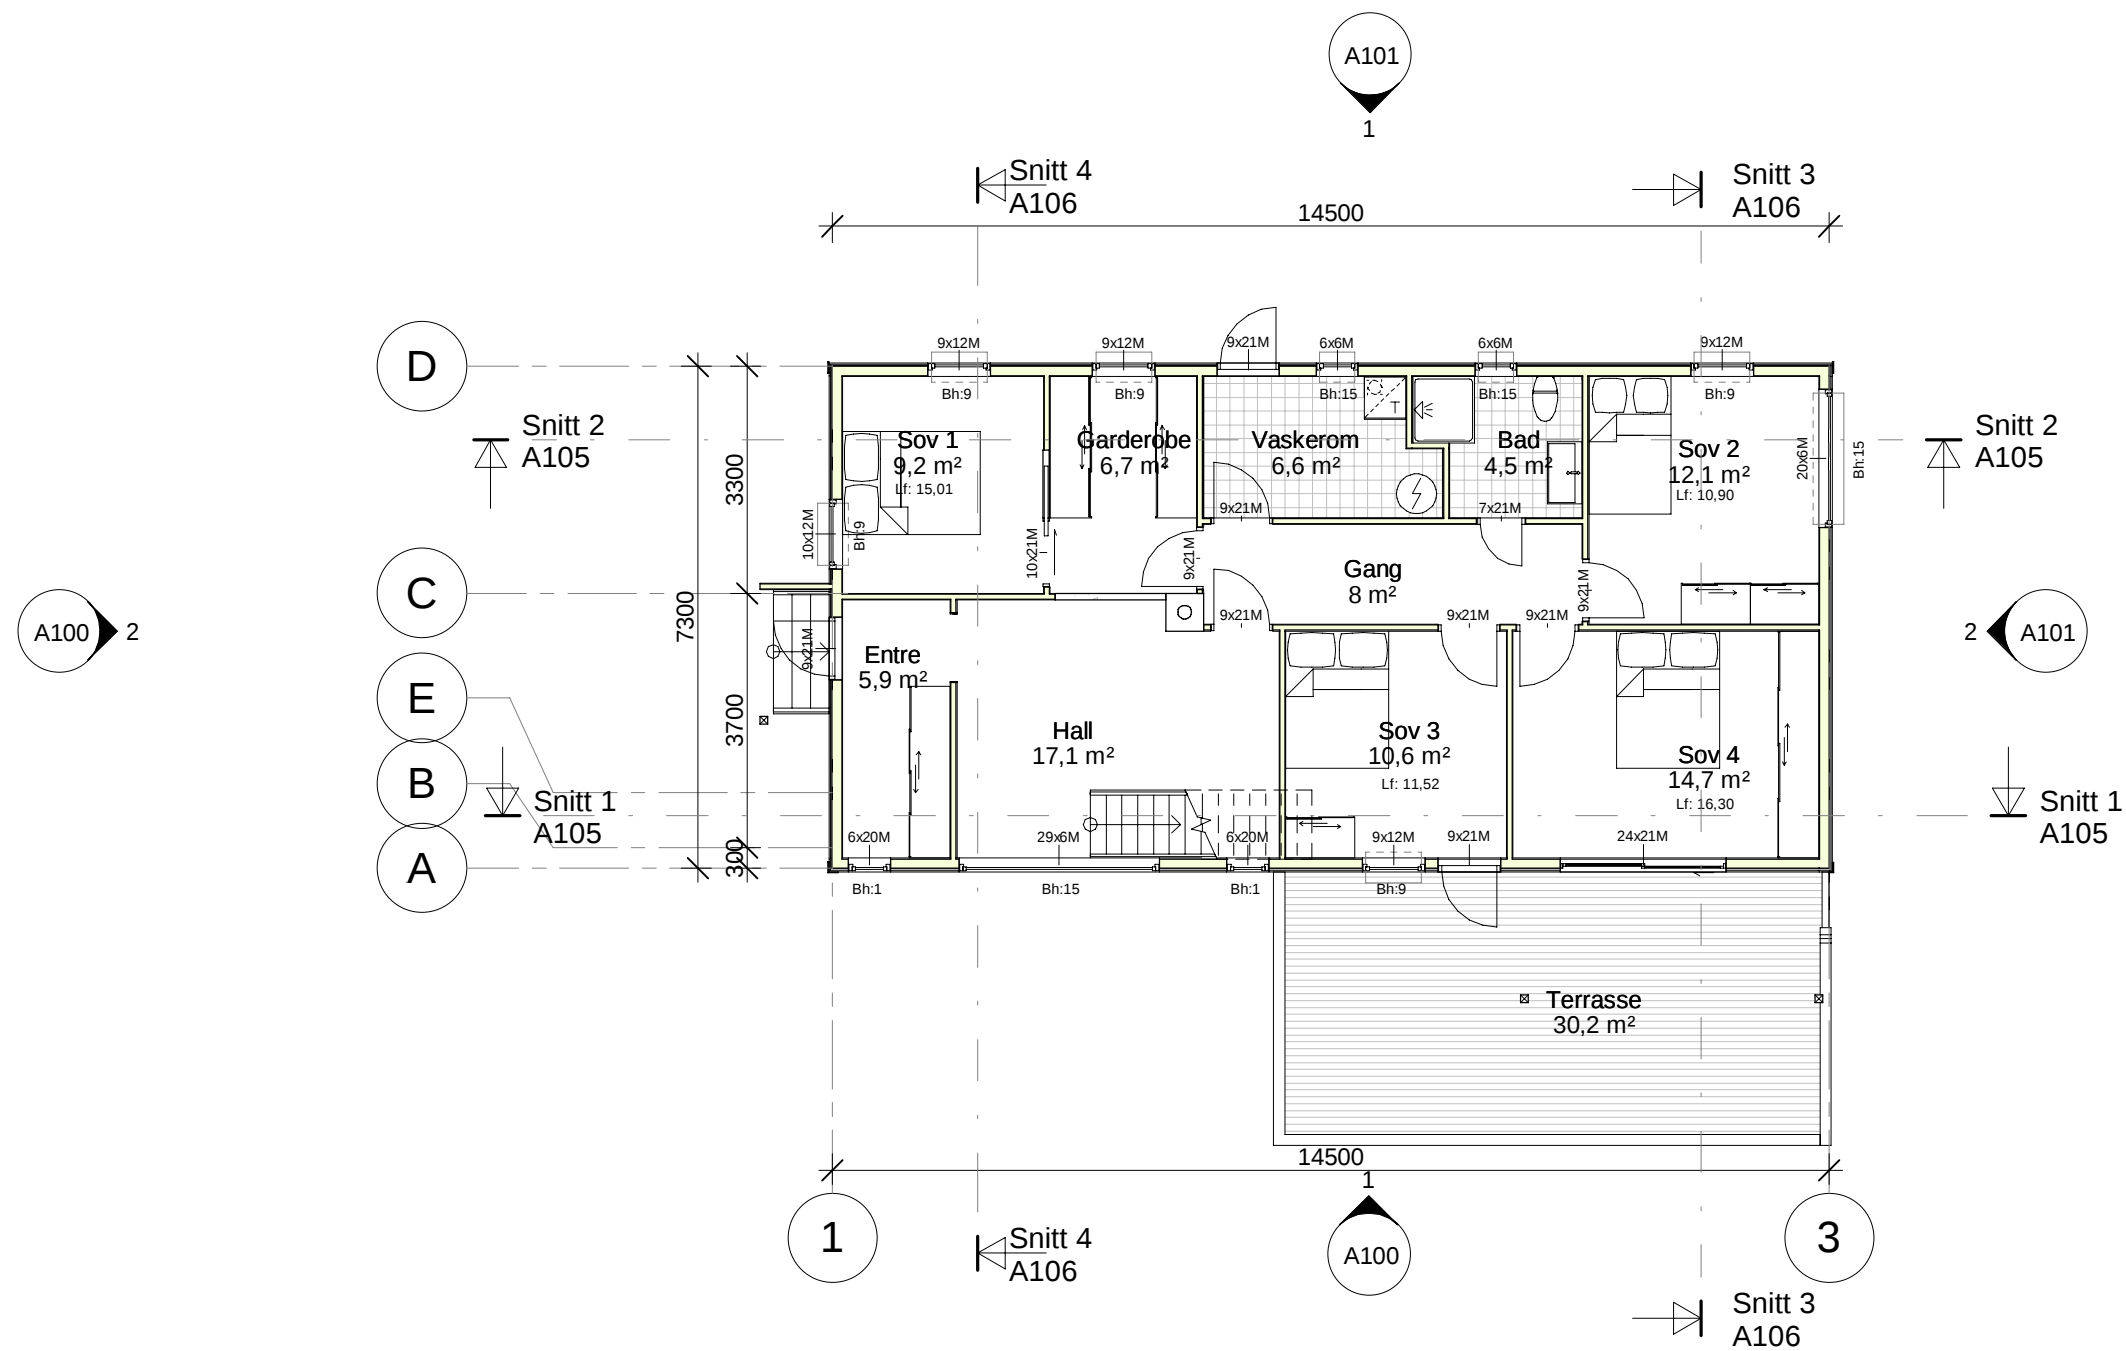 A101
1
Snitt 4
A106
Snitt 3
A106
14500
D
9x12M
9x12M
9x21M
6x6M
6x6M
9x12M
Bh:9
Bh:9
Bh:15
Bh:15
Bh:9
T
Snitt 2
A105
Snitt 2
A105
Sov 1
9,2 m²
Lf: 15,01
Garderobe
6,7 m²
Vaskerom
6,6 m²
Bad
4,5 m²
Sov 2
12,1 m²
Lf: 10,90
20x6M
Bh:15
3300
10x12M
Bh:9
10x21M
9x21M
9x21M
7x21M
9x21M
Gang
8 m²
C
7300
A100
2
9x21M
9x21M
9x21M
9x21M
2
A101
Entre
5,9 m²
E
3700
Hall
17,1 m²
Sov 3
10,6 m²
Lf: 11,52
Sov 4
14,7 m²
Lf: 16,30
B
Snitt 1
A105
Snitt 1
A105
6x20M
29x6M
6x20M
9x12M
9x21M
24x21M
300
A
Bh:1
Bh:15
Bh:1
Bh:9
Terrasse
30,2 m²
14500
1
1
3
A100
Snitt 4
A106
Snitt 3
A106